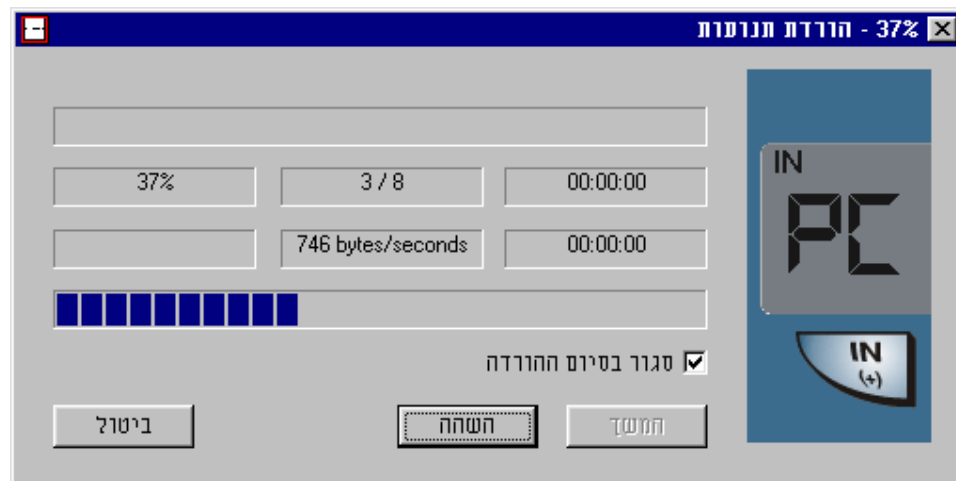 37% - הורדת תנועות
IN
PC
37%
3 / 8
00:00:00
746 bytes/seconds
00:00:00
סגור בסיום ההורדה
IN
(+)
המשך
השהה
ביטול